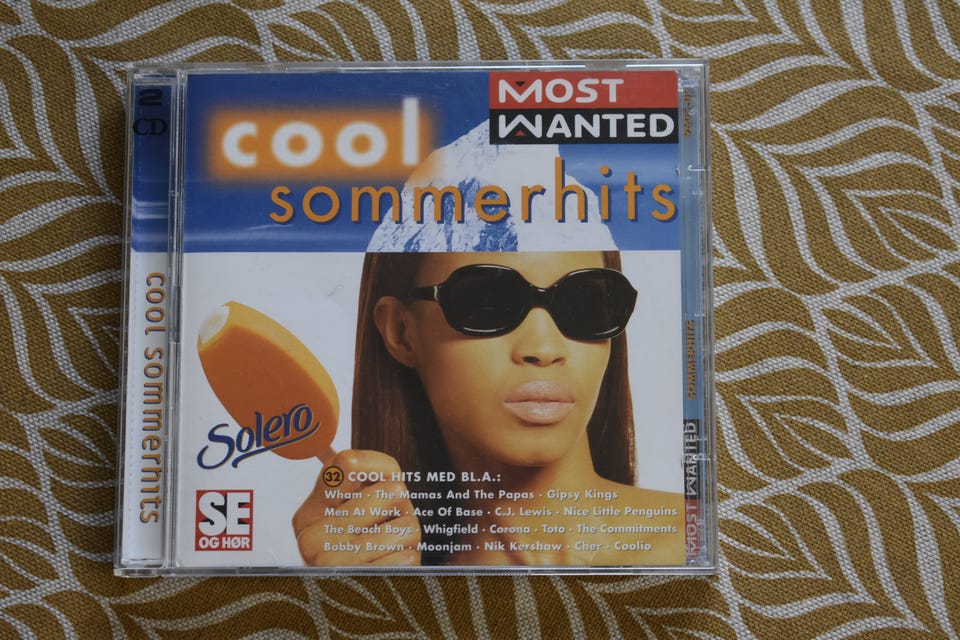 2
CD
COOL SOMMERHITS
MOST
WANTED
cool
sommerhits
Solero
SE
OG HØR
32 COOL HITS MED BL.A.:
Wham · The Mamas And The Papas · Gipsy Kings
Men At Work · Ace Of Base · C.J. Lewis · Nice Little Penguins
The Beach Boys · Whigfield · Corona · Toto · The Commitments
Bobby Brown · Moonjam · Nik Kershaw · Cher · Coolio
SOMMERHITS
MOST WANTED